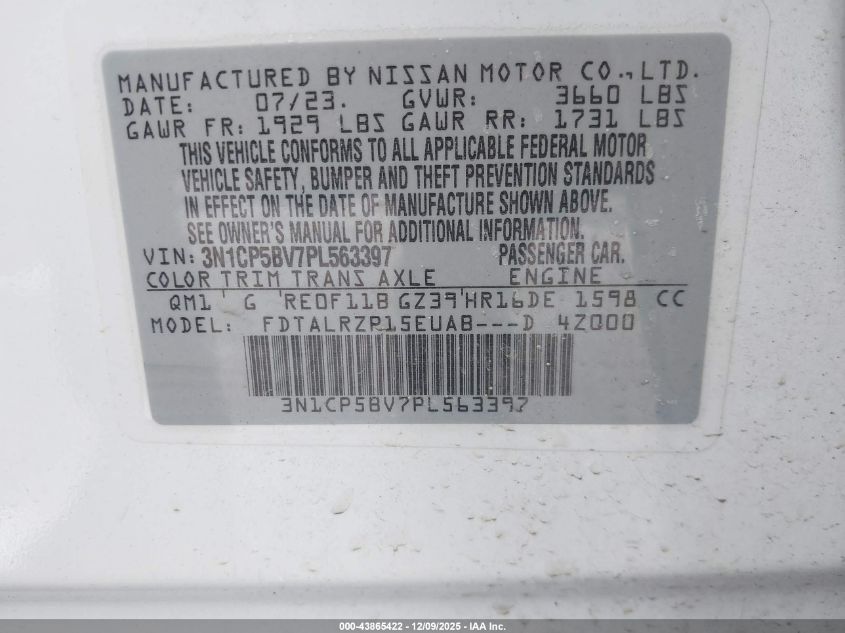 MANUFACTURED BY NISSAN MOTOR CO., LTD.
DATE: 07/23. GVWR: 3660 LBS
GAWR FR: 1929 LBS GAWR RR: 1731 LBS
THIS VEHICLE CONFORMS TO ALL APPLICABLE FEDERAL MOTOR
VEHICLE SAFETY, BUMPER AND THEFT PREVENTION STANDARDS
IN EFFECT ON THE DATE OF MANUFACTURE SHOWN ABOVE.
SEE OWNER'S MANUAL FOR ADDITIONAL INFORMATION.
VIN: 3N1CP5BV7PL563397 PASSENGER CAR.
COLOR TRIM TRANS AXLE ENGINE
QM1 G RE0F11B GZ39 HR16DE 1598 CC
MODEL: FDTALRZP15EUAB---D 4Z000
3N1CP5BV7PL563397
000-43865422 - 12/09/2025 - IAA Inc.